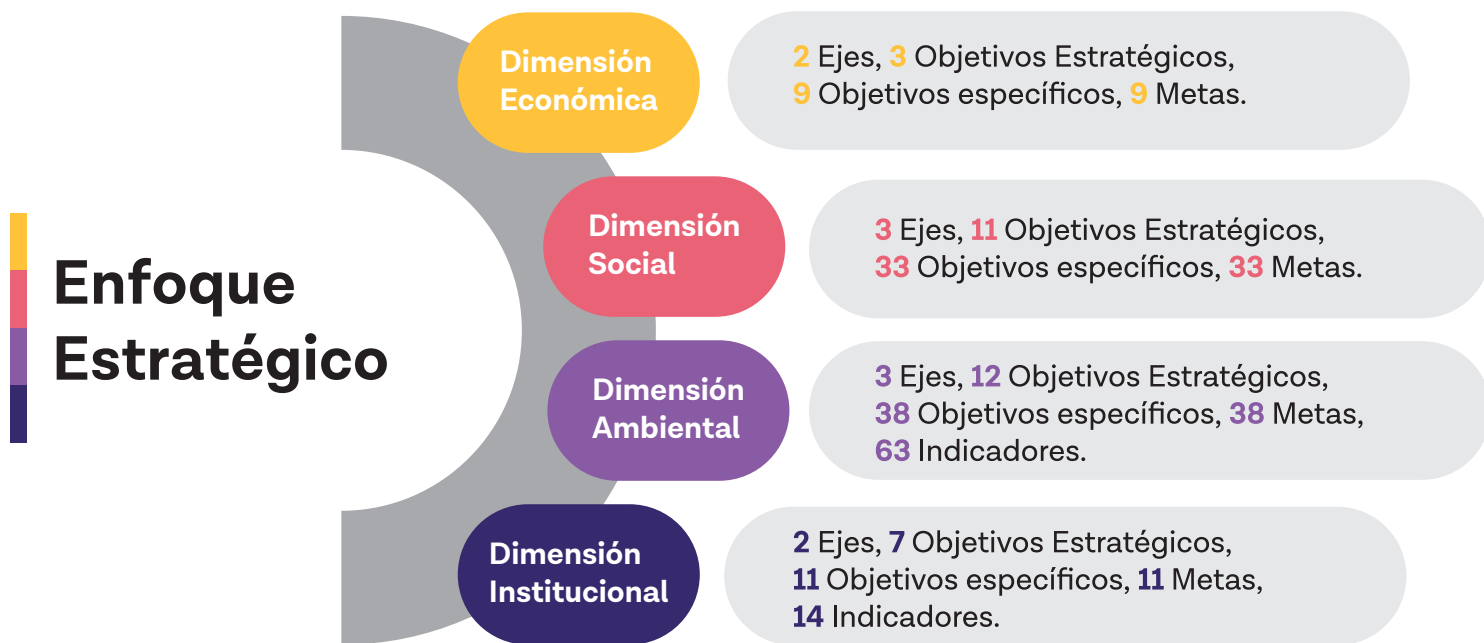 Enfoque
Estratégico
Dimensión
Económica
2 Ejes, 3 Objetivos Estratégicos,
9 Objetivos específicos, 9 Metas.
Dimensión
Social
3 Ejes, 11 Objetivos Estratégicos,
33 Objetivos específicos, 33 Metas.
Dimensión
Ambiental
3 Ejes, 12 Objetivos Estratégicos,
38 Objetivos específicos, 38 Metas,
63 Indicadores.
Dimensión
Institucional
2 Ejes, 7 Objetivos Estratégicos,
11 Objetivos específicos, 11 Metas,
14 Indicadores.